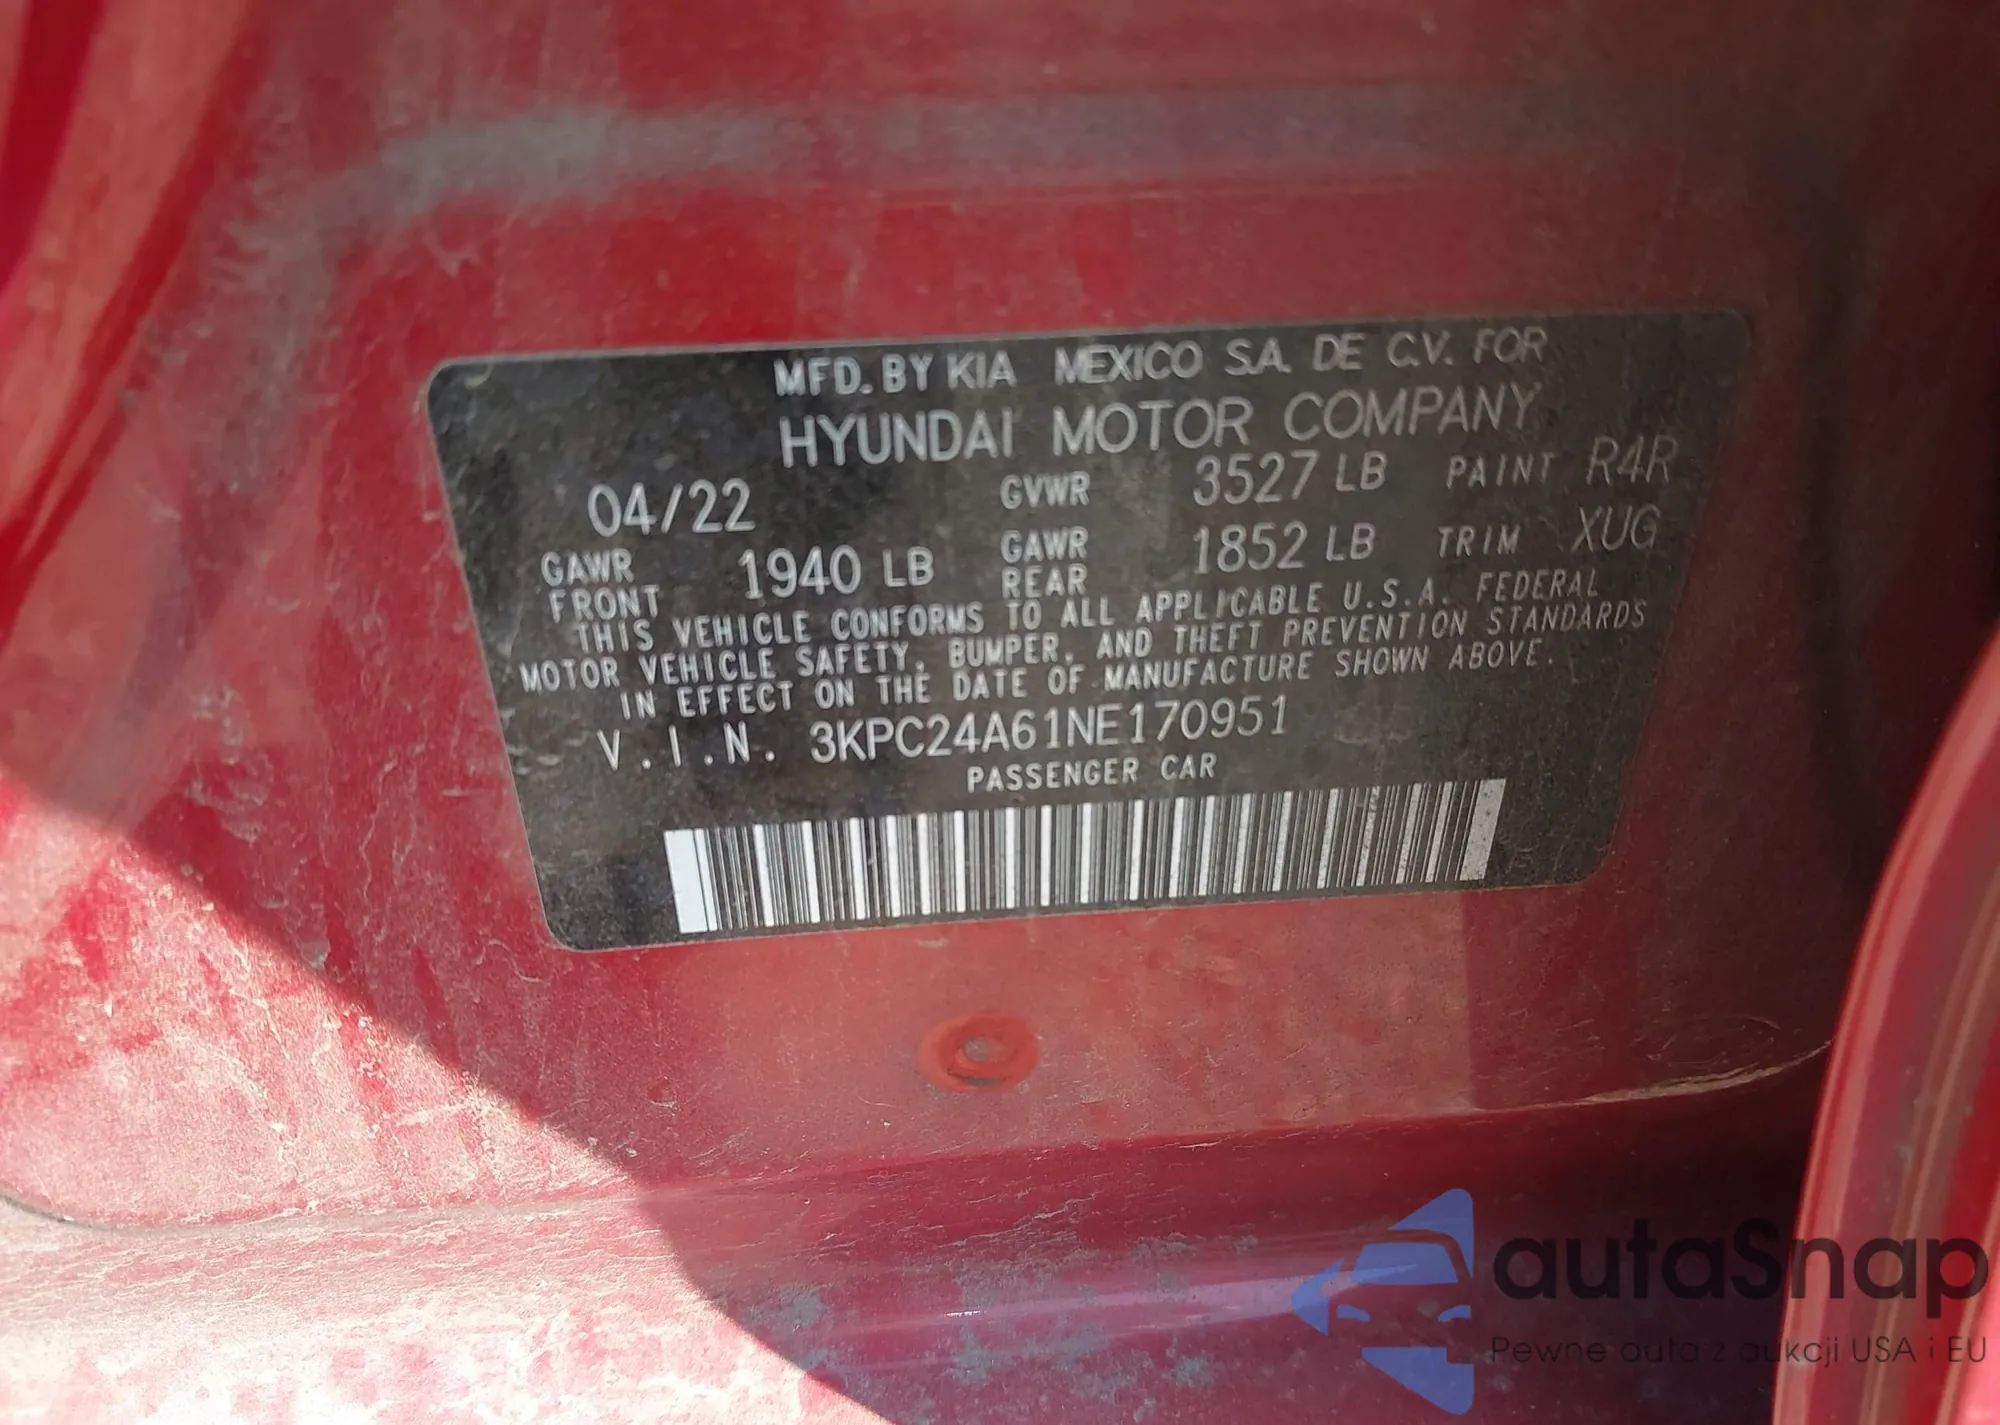 MFD. BY KIA MEXICO S.A. DE C.V. FOR
HYUNDAI MOTOR COMPANY
04/22 GVWR 3527 LB PAINT R4R
GAWR FRONT 1940 LB GAWR REAR 1852 LB TRIM XUG
THIS VEHICLE CONFORMS TO ALL APPLICABLE U.S.A. FEDERAL
MOTOR VEHICLE SAFETY, BUMPER, AND THEFT PREVENTION STANDARDS
IN EFFECT ON THE DATE OF MANUFACTURE SHOWN ABOVE.
V.I.N. 3KPC24A61NE170951
PASSENGER CAR
autaSnap
Pewne auta z aukcji USA i EU